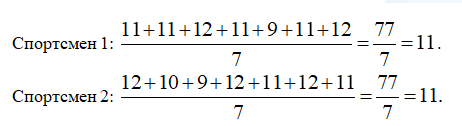 Спортсмен 1: (11+11+12+11+9+11+12)/7 = 77/7 = 11.
Спортсмен 2: (12+10+9+12+11+12+11)/7 = 77/7 = 11.